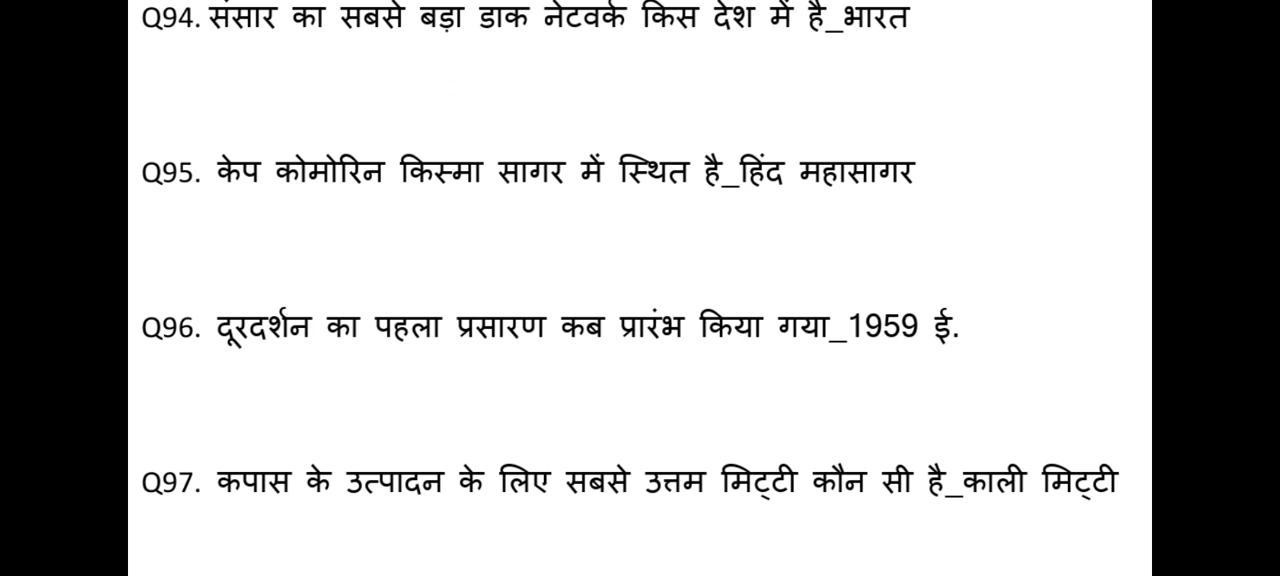 Q94. संसार का सबसे बड़ा डाक नेटवर्क किस देश में है_भारत
Q95. केप कोमोरिन किस्मा सागर में स्थित है_हिंद महासागर
Q96. दूरदर्शन का पहला प्रसारण कब प्रारंभ किया गया_1959 ई.
Q97. कपास के उत्पादन के लिए सबसे उत्तम मिट्टी कौन सी है_काली मिट्टी